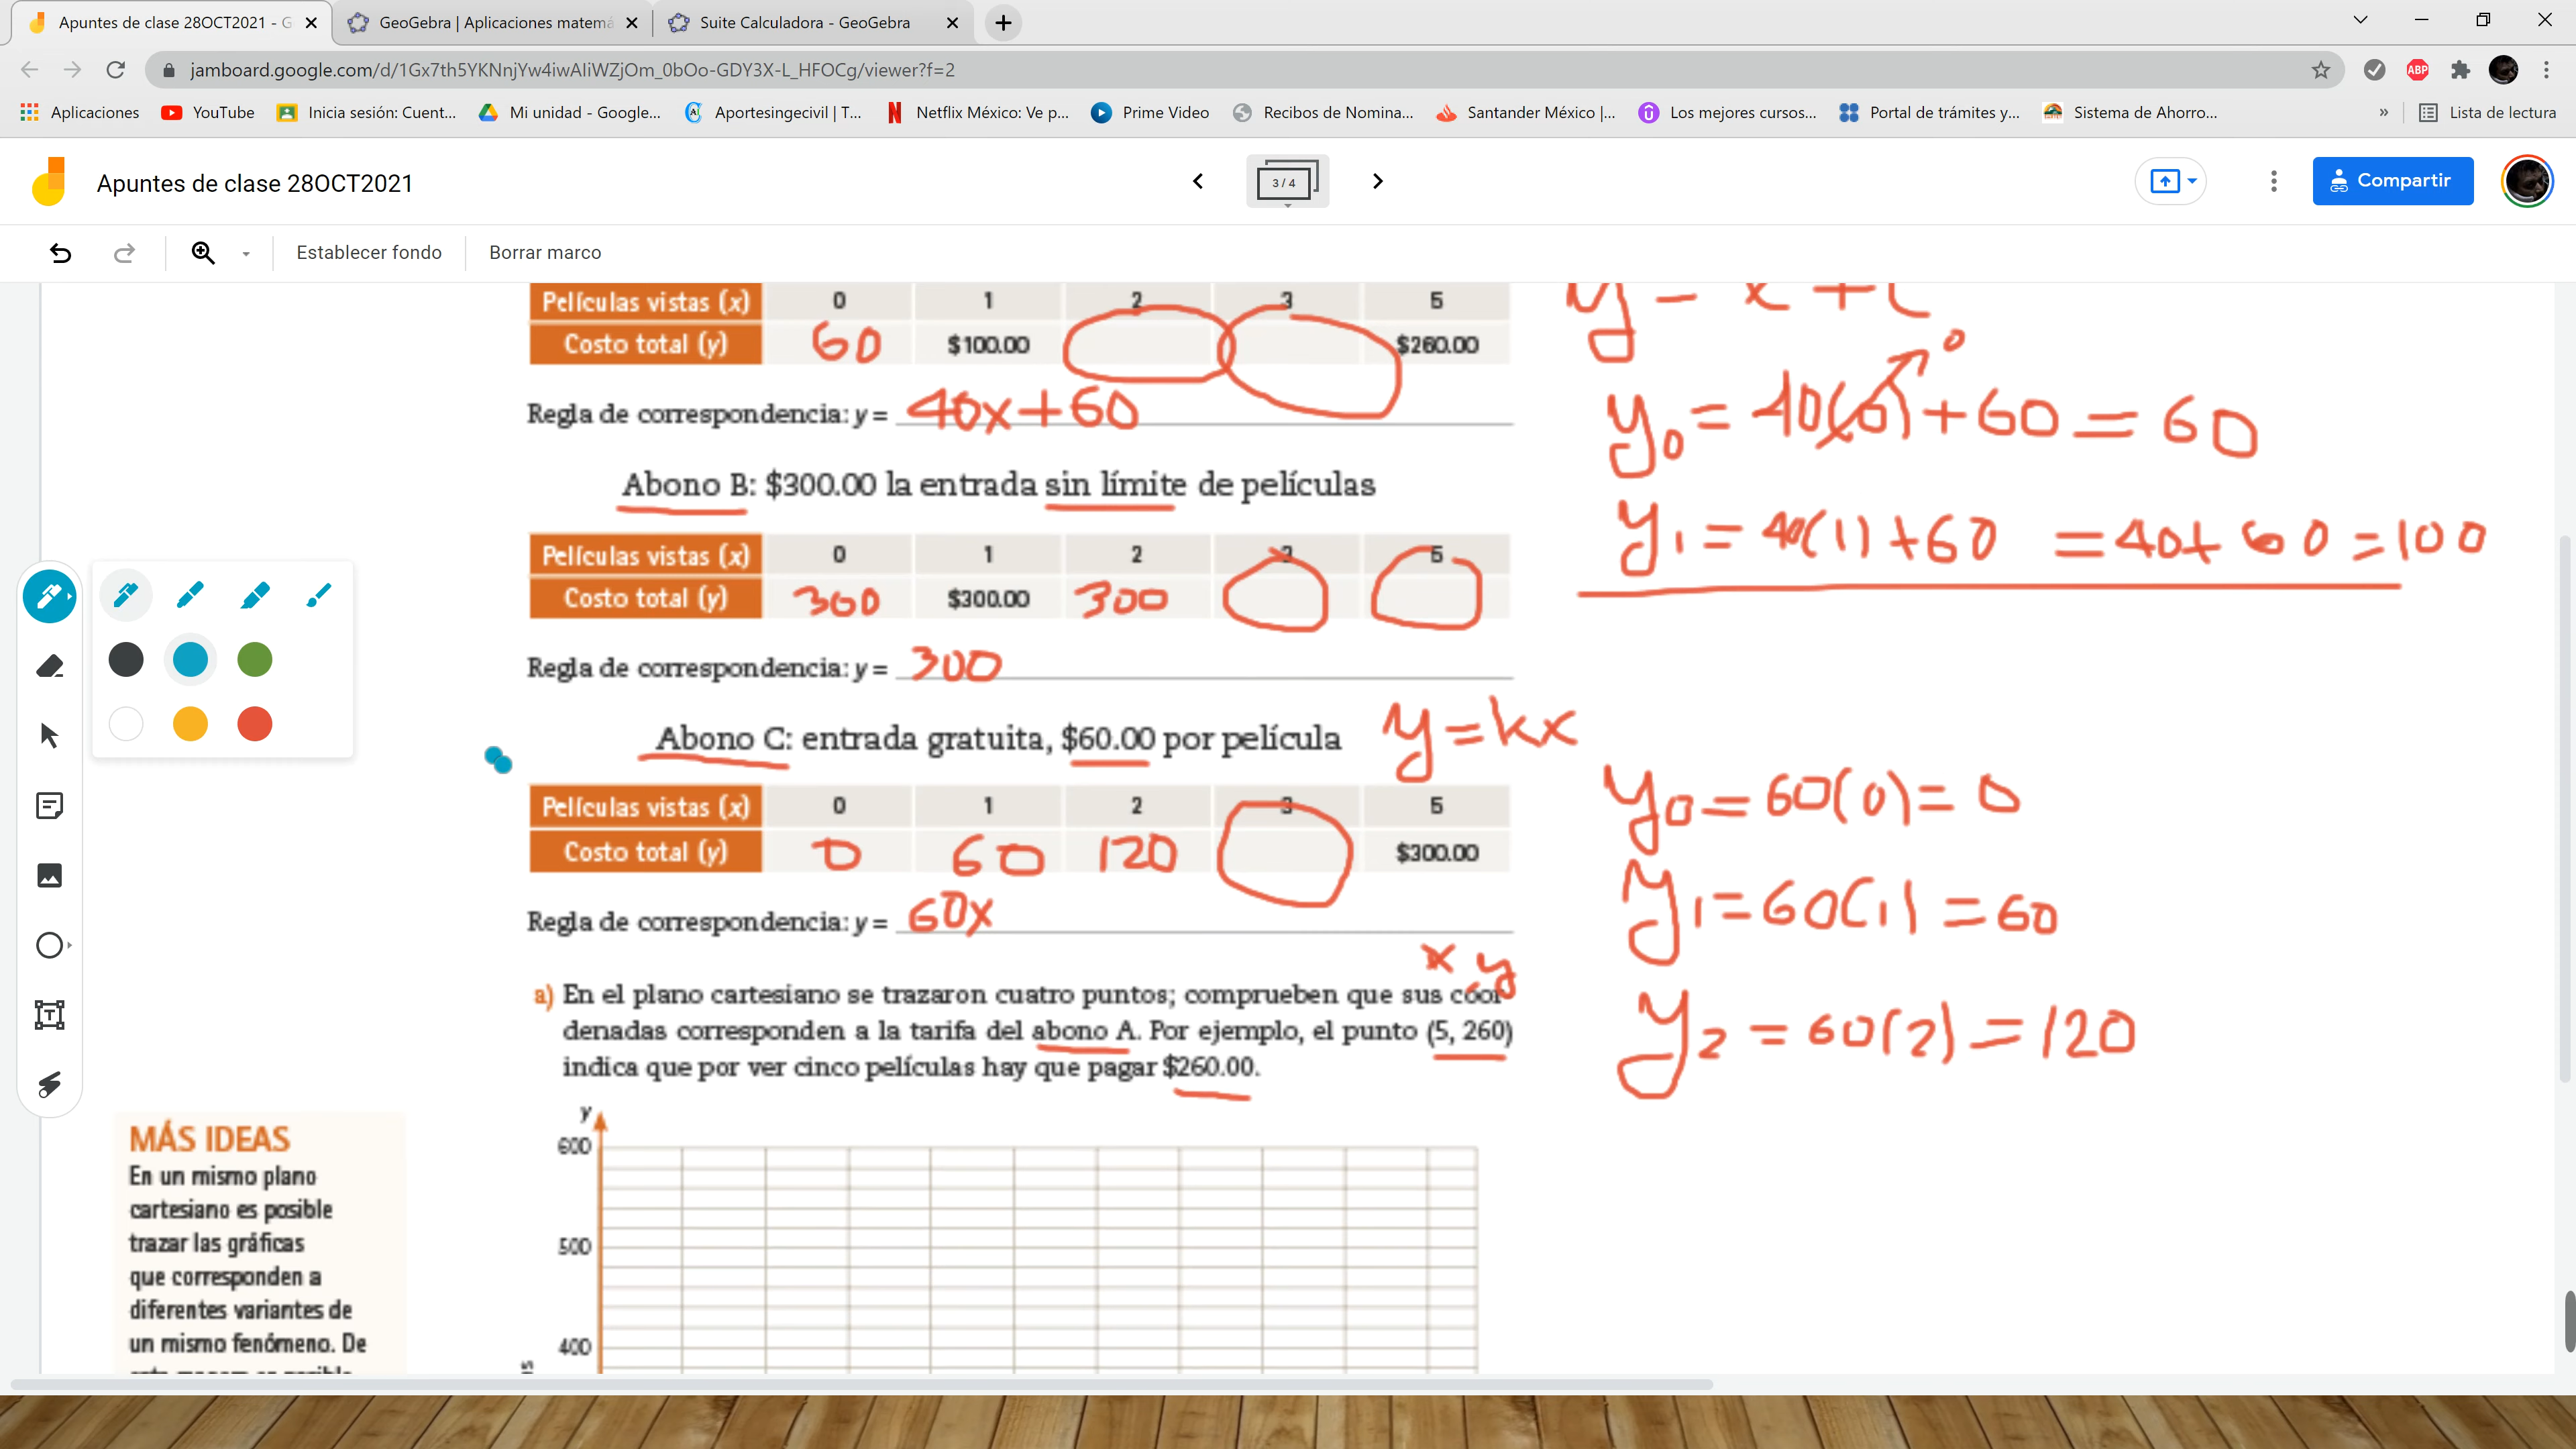 Apuntes de clase 28OCT2021 - G
GeoGebra | Aplicaciones matemá
Suite Calculadora - GeoGebra
jamboard.google.com/d/1Gx7th5YKNnjYw4iwAIiWZjOm_0bOo-GDY3X-L_HFOCg/viewer?f=2
ABP
Aplicaciones
YouTube
Inicia sesión: Cuent...
Mi unidad - Google...
Aportesingecivil | T...
Netflix México: Ve p...
Prime Video
Recibos de Nomina...
Santander México |...
Los mejores cursos...
Portal de trámites y...
Sistema de Ahorro...
»
Lista de lectura
Apuntes de clase 28OCT2021
3 / 4
Compartir
Establecer fondo
Borrar marco
Películas vistas (x) 0 1 2 3 5
Costo total (y) 60 $100.00 $260.00
Regla de correspondencia: y = 40x+60
Abono B: $300.00 la entrada sin límite de películas
Películas vistas (x) 0 1 2 3 5
Costo total (y) 300 $300.00 300
Regla de correspondencia: y = 300
Abono C: entrada gratuita, $60.00 por película
y=kx
Películas vistas (x) 0 1 2 3 5
Costo total (y) 0 60 120 $300.00
Regla de correspondencia: y = 60x
x, y
a) En el plano cartesiano se trazaron cuatro puntos; comprueben que sus coor
denadas corresponden a la tarifa del abono A. Por ejemplo, el punto (5, 260)
indica que por ver cinco películas hay que pagar $260.00.
y
600
500
400
y0 = 40(0)+60 = 60
0
y1 = 40(1)+60 = 40+60=100
y0=60(0)=0
y1=60(1)=60
y2=60(2)=120
MÁS IDEAS
En un mismo plano
cartesiano es posible
trazar las gráficas
que corresponden a
diferentes variantes de
un mismo fenómeno. De